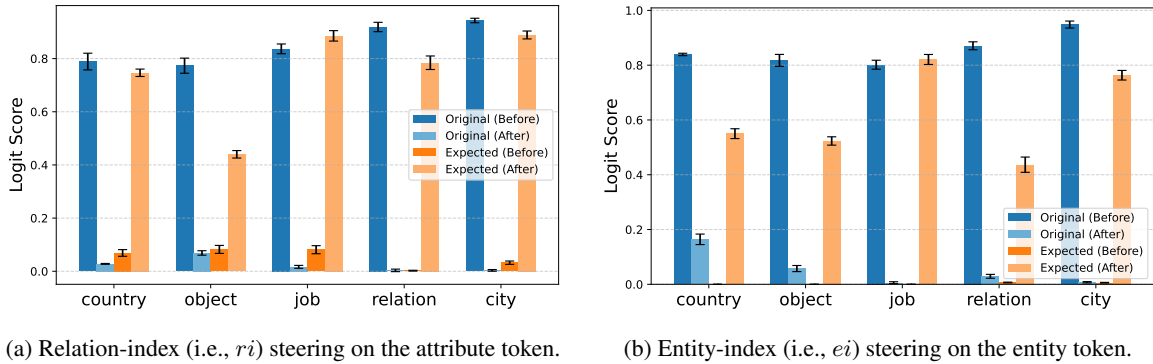 Logit Score
0.8
0.6
0.4
0.2
0.0
Original (Before)
Original (After)
Expected (Before)
Expected (After)
country object job relation city
(a) Relation-index (i.e., ri) steering on the attribute token.
Logit Score
1.0
0.8
0.6
0.4
0.2
0.0
Original (Before)
Original (After)
Expected (Before)
Expected (After)
country object job relation city
(b) Entity-index (i.e., ei) steering on the entity token.